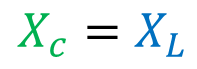 X_c = X_L